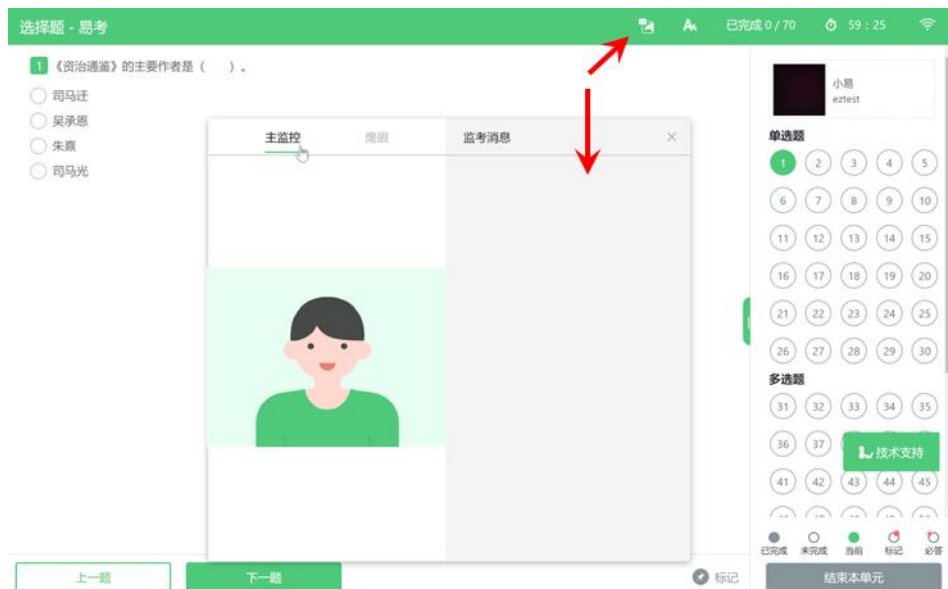 选择题 - 易考
已完成 0 / 70
59 : 25
1 《资治通鉴》的主要作者是（ ）。
司马迁
吴承恩
朱熹
司马光
主监控 鹰眼 监考消息
小易
eztest
单选题
1 2 3 4 5
6 7 8 9 10
11 12 13 14 15
16 17 18 19 20
21 22 23 24 25
26 27 28 29 30
多选题
31 32 33 34 35
36 37
技术支持
41 42 43 44 45
已完成 未完成 当前 标记 必答
上一题 下一题 标记 结束本单元